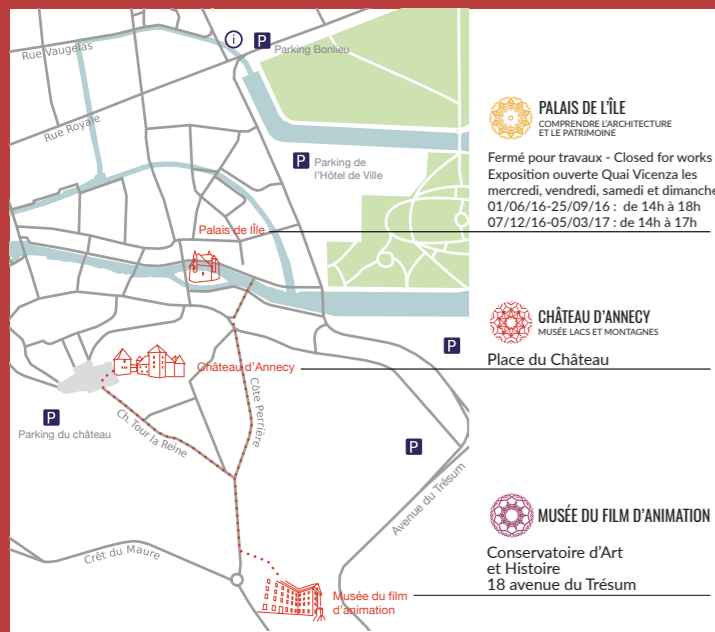 Rue Vaugelas
i
P
Parking Bonlieu
Rue Royale
P
Parking de
l'Hôtel de Ville
Palais de lÎle
Château d'Annecy
P
P
Parking du château
Ch. Tour la Reine
Côte Perrière
P
Avenue du Trésum
Crêt du Maure
Musée du film
d'animation
PALAIS DE L'ÎLE
COMPRENDRE L'ARCHITECTURE
ET LE PATRIMOINE
Fermé pour travaux - Closed for works
Exposition ouverte Quai Vicenza les
mercredi, vendredi, samedi et dimanche
01/06/16-25/09/16 : de 14h à 18h
07/12/16-05/03/17 : de 14h à 17h
CHÂTEAU D'ANNECY
MUSÉE LACS ET MONTAGNES
Place du Château
MUSÉE DU FILM D'ANIMATION
Conservatoire d'Art
et Histoire
18 avenue du Trésum